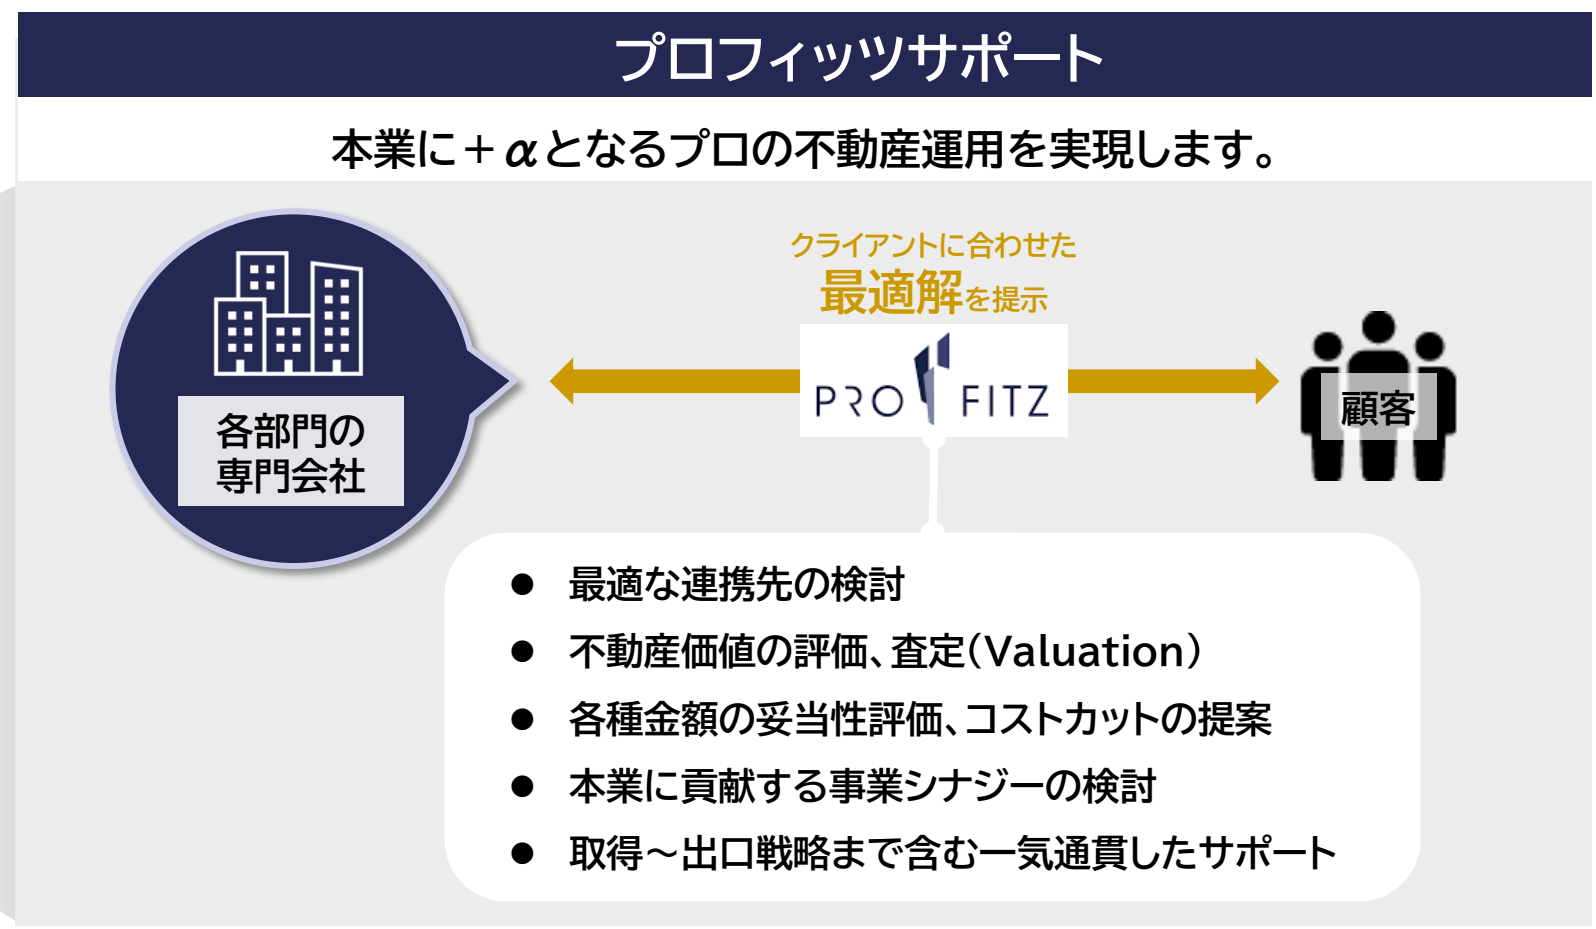 プロフィッツサポート
本業に＋αとなるプロの不動産運用を実現します。
クライアントに合わせた
最適解を提示
PRO FITZ
各部門の
専門会社
顧客
● 最適な連携先の検討
● 不動産価値の評価、査定(Valuation)
● 各種金額の妥当性評価、コストカットの提案
● 本業に貢献する事業シナジーの検討
● 取得～出口戦略まで含む一気通貫したサポート